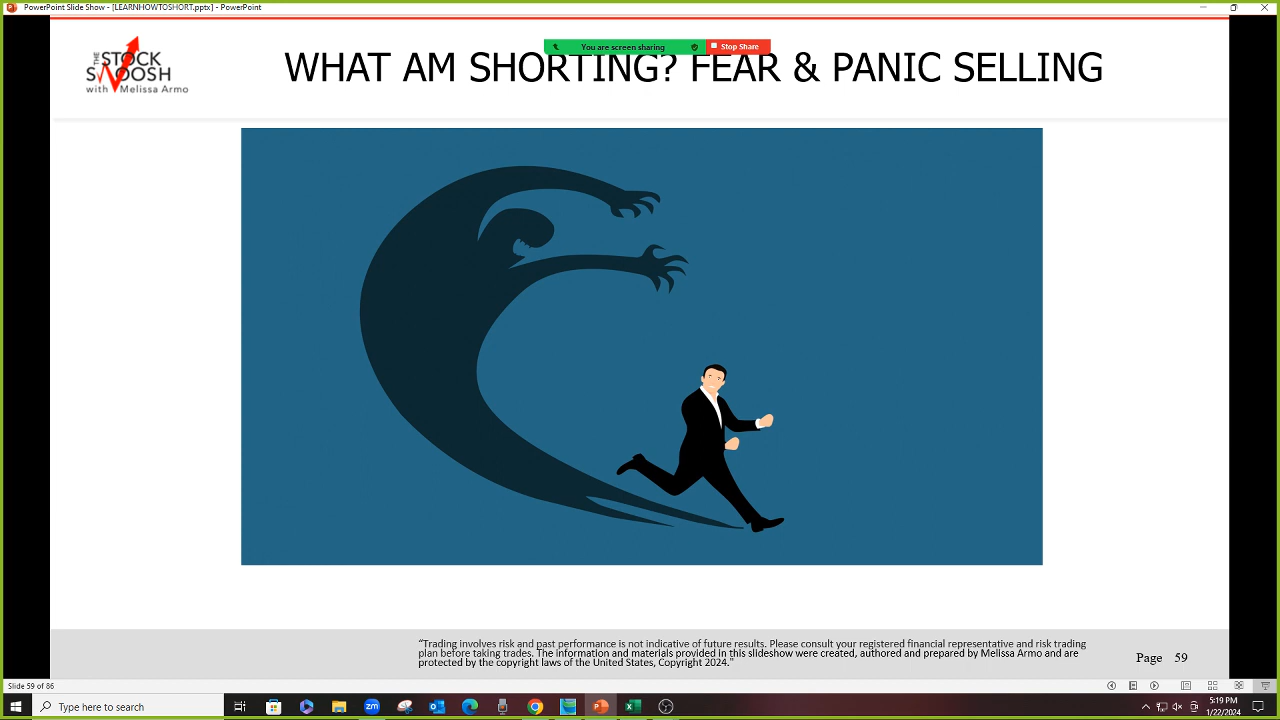 PowerPoint Slide Show - [LEARNHOWTOSHORT.pptx] - PowerPoint
You are screen sharing
Stop Share
THE STOCK
SWOOSH
with Melissa Armo
WHAT AM SHORTING? FEAR & PANIC SELLING
"Trading involves risk and past performance is not indicative of future results. Please consult your registered financial representative and risk trading
plan before taking trades. The information and materials provided in this slideshow were created, authored and prepared by Melissa Armo and are
protected by the copyright laws of the United States, Copyright 2024."
Page 59
Slide 59 of 86
Type here to search
zm
5:19 PM
1/22/2024